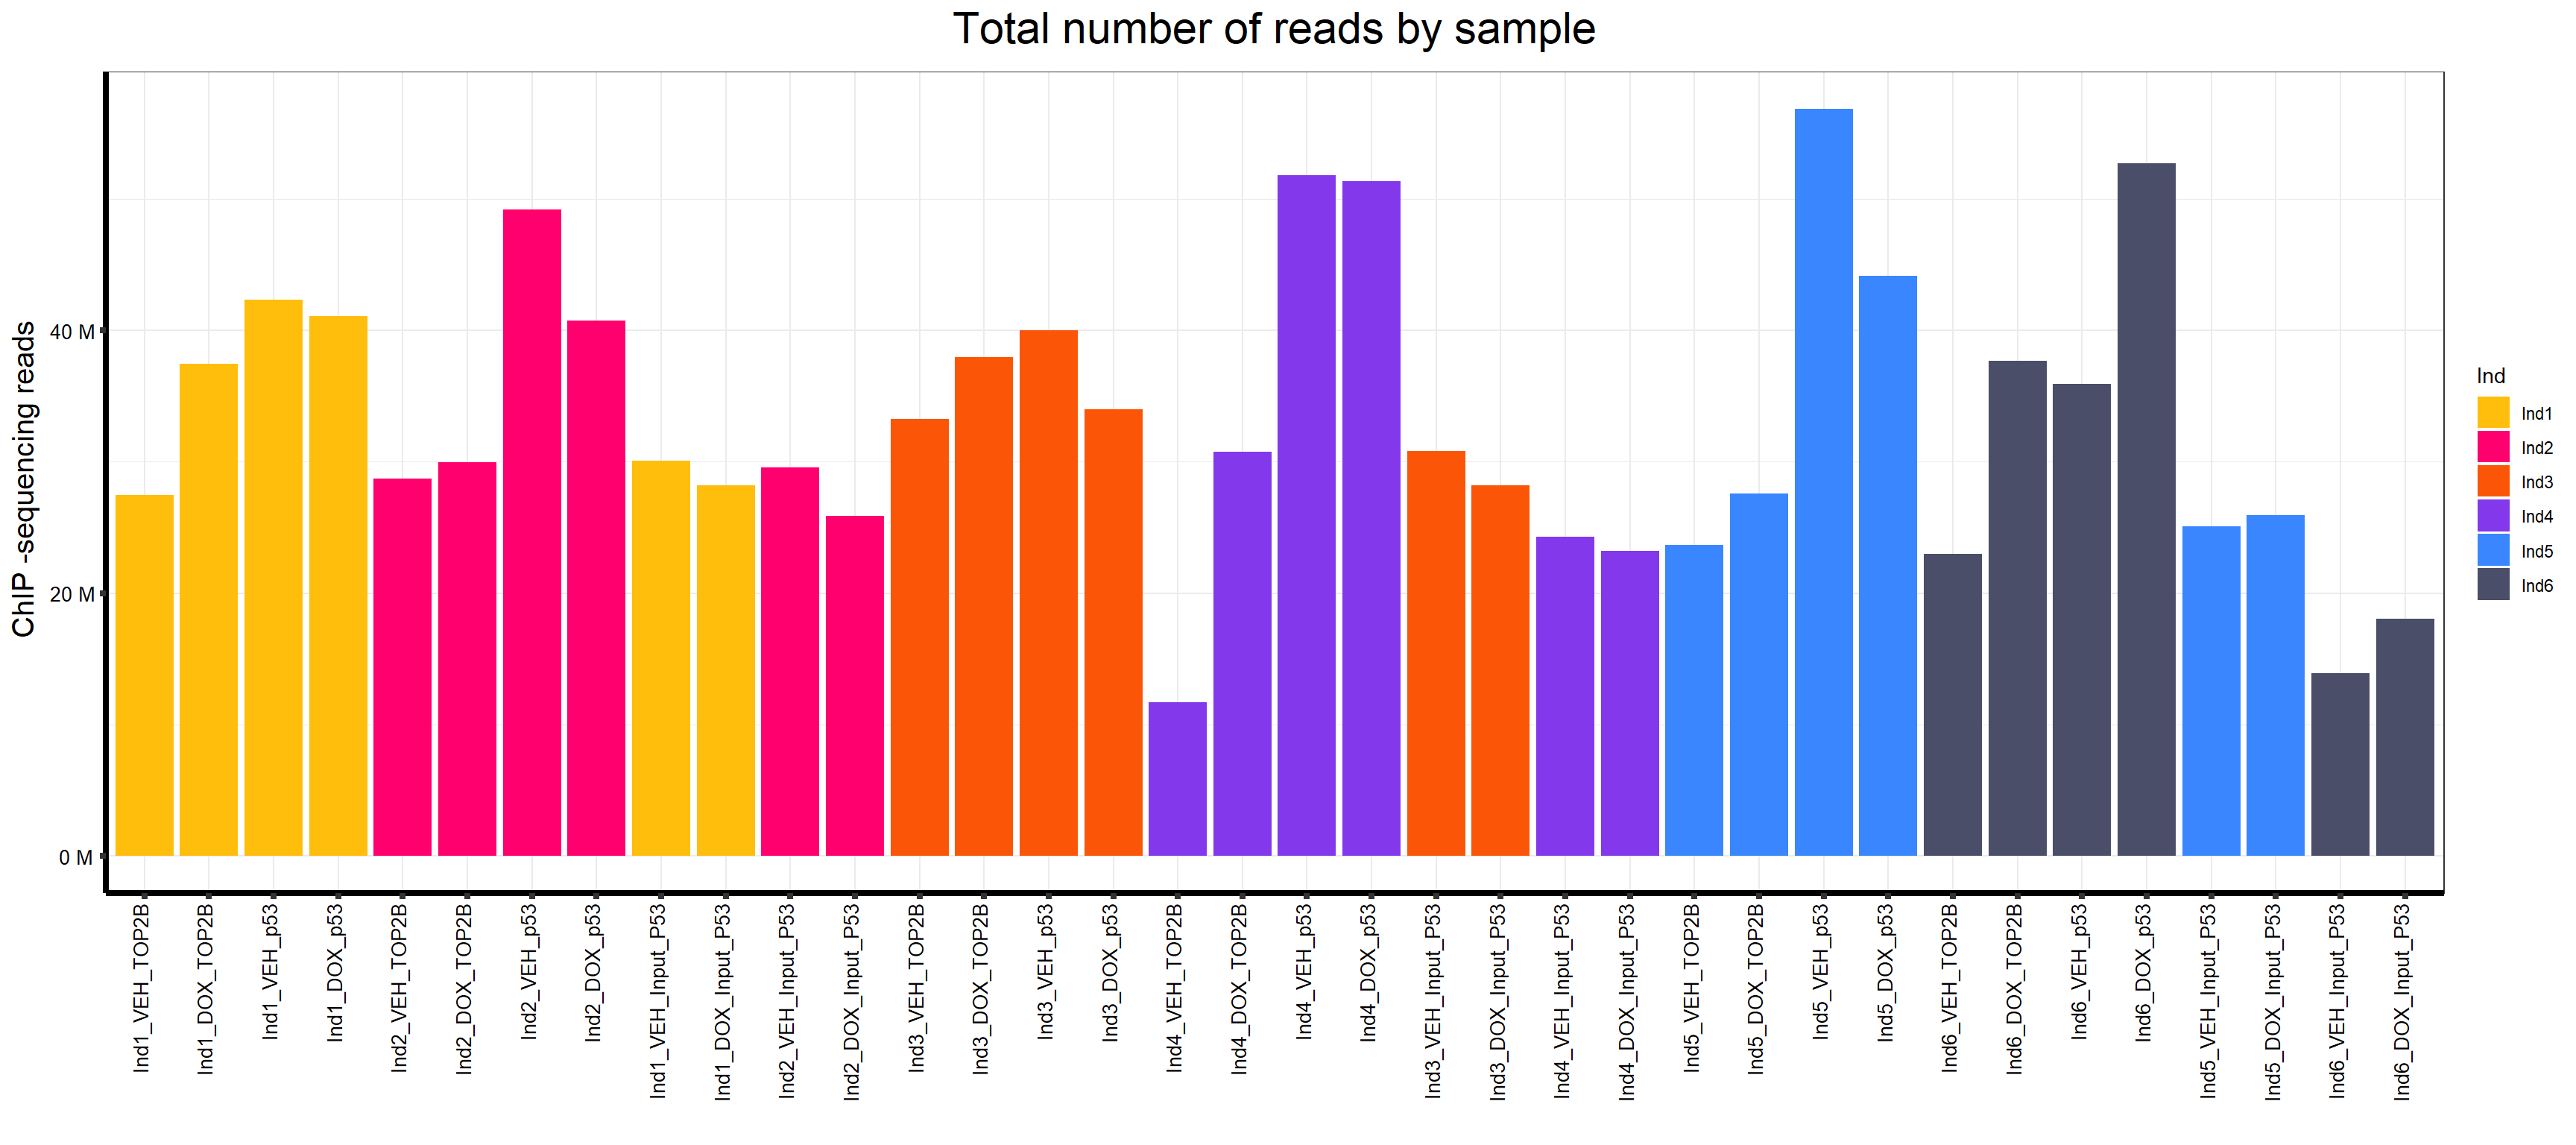 Total number of reads by sample
ChIP -sequencing reads
40 M
20 M
0 M
Ind1_VEH_TOP2B
Ind1_DOX_TOP2B
Ind1_VEH_p53
Ind1_DOX_p53
Ind2_VEH_TOP2B
Ind2_DOX_TOP2B
Ind2_VEH_p53
Ind2_DOX_p53
Ind1_VEH_Input_P53
Ind1_DOX_Input_P53
Ind2_VEH_Input_P53
Ind2_DOX_Input_P53
Ind3_VEH_TOP2B
Ind3_DOX_TOP2B
Ind3_VEH_p53
Ind3_DOX_p53
Ind4_VEH_TOP2B
Ind4_DOX_TOP2B
Ind4_VEH_p53
Ind4_DOX_p53
Ind3_VEH_Input_P53
Ind3_DOX_Input_P53
Ind4_VEH_Input_P53
Ind4_DOX_Input_P53
Ind5_VEH_TOP2B
Ind5_DOX_TOP2B
Ind5_VEH_p53
Ind5_DOX_p53
Ind6_VEH_TOP2B
Ind6_DOX_TOP2B
Ind6_VEH_p53
Ind6_DOX_p53
Ind5_VEH_Input_P53
Ind5_DOX_Input_P53
Ind6_VEH_Input_P53
Ind6_DOX_Input_P53
Ind
Ind1
Ind2
Ind3
Ind4
Ind5
Ind6